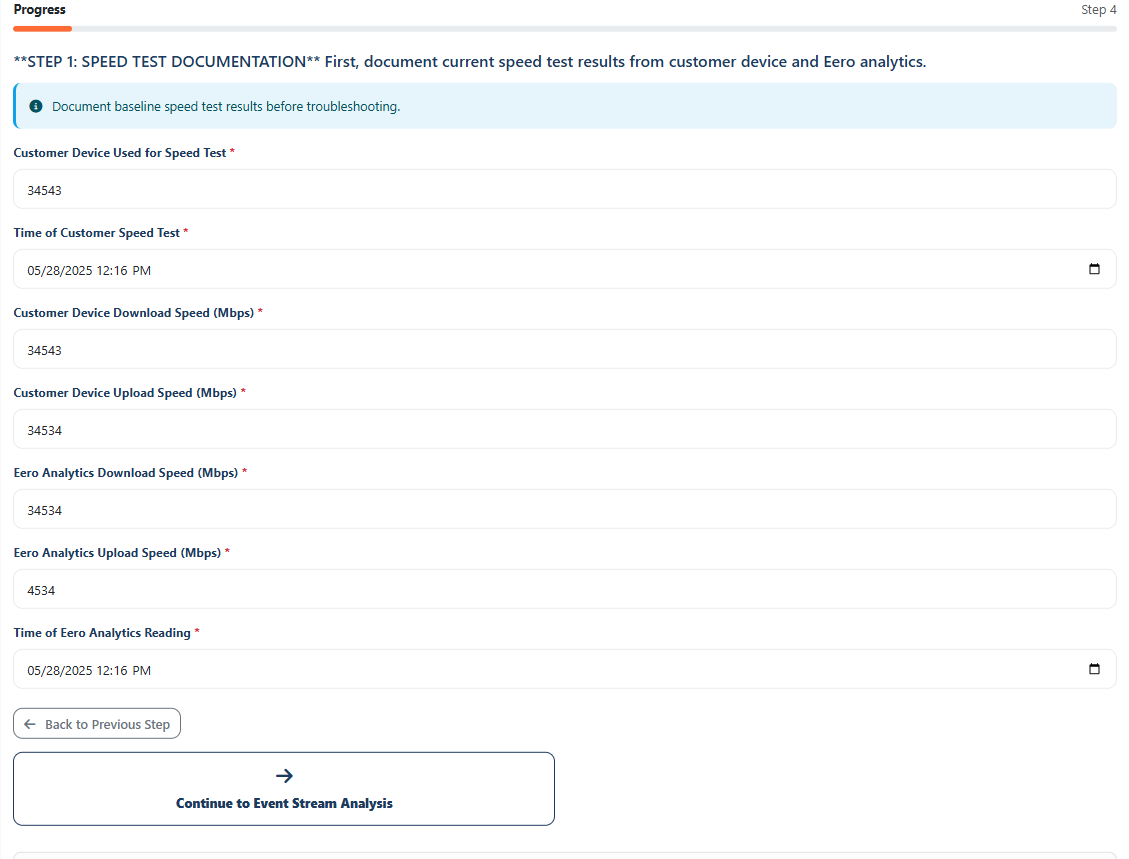 Progress
Step 4
**STEP 1: SPEED TEST DOCUMENTATION** First, document current speed test results from customer device and Eero analytics.
Document baseline speed test results before troubleshooting.
Customer Device Used for Speed Test *
34543
Time of Customer Speed Test *
05/28/2025 12:16 PM
Customer Device Download Speed (Mbps) *
34543
Customer Device Upload Speed (Mbps) *
34534
Eero Analytics Download Speed (Mbps) *
34534
Eero Analytics Upload Speed (Mbps) *
4534
Time of Eero Analytics Reading *
05/28/2025 12:16 PM
Back to Previous Step
Continue to Event Stream Analysis